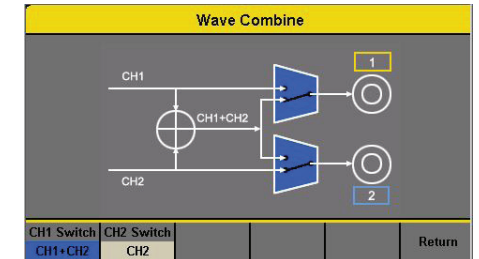 Wave Combine
1
CH1
CH1+CH2
CH2
2
CH1 Switch CH2 Switch
CH1+CH2 CH2 Return